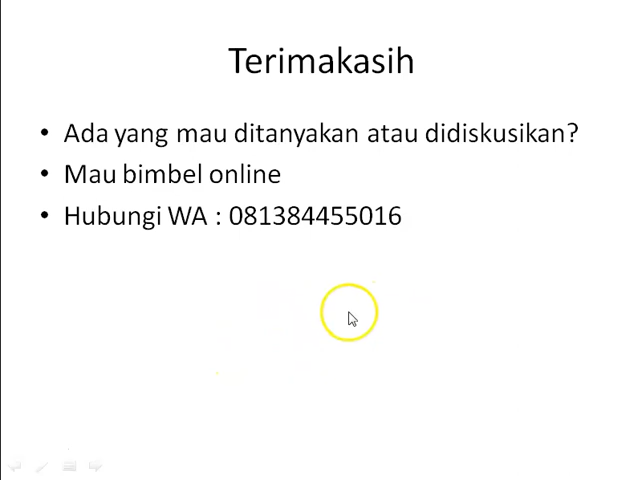 Terimakasih
• Ada yang mau ditanyakan atau didiskusikan?
• Mau bimbel online
• Hubungi WA : 081384455016